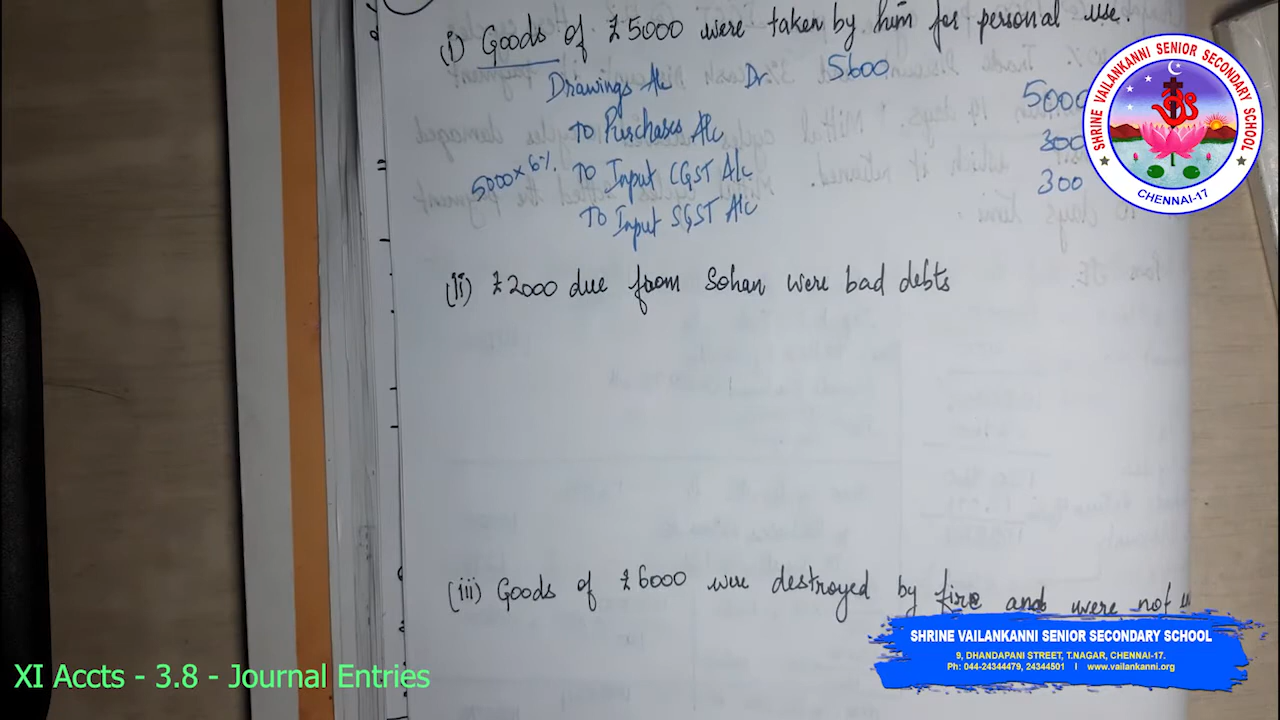 (i) Goods of ₹5000 were taken by him for personal use.
Drawings A/c Dr. 5600
To Purchases A/c 5000
5000 × 6% To Input CGST A/c 300
To Input SGST A/c 300
(ii) ₹2000 due from Sohan were bad debts
(iii) Goods of ₹6000 were destroyed by fire and were not
SHRINE VAILANKANNI SENIOR SECONDARY SCHOOL
CHENNAI-17
SHRINE VAILANKANNI SENIOR SECONDARY SCHOOL
9, DHANDAPANI STREET, T.NAGAR, CHENNAI-17.
Ph: 044-24344479, 24344501 I www.vailankanni.org
XI Accts - 3.8 - Journal Entries